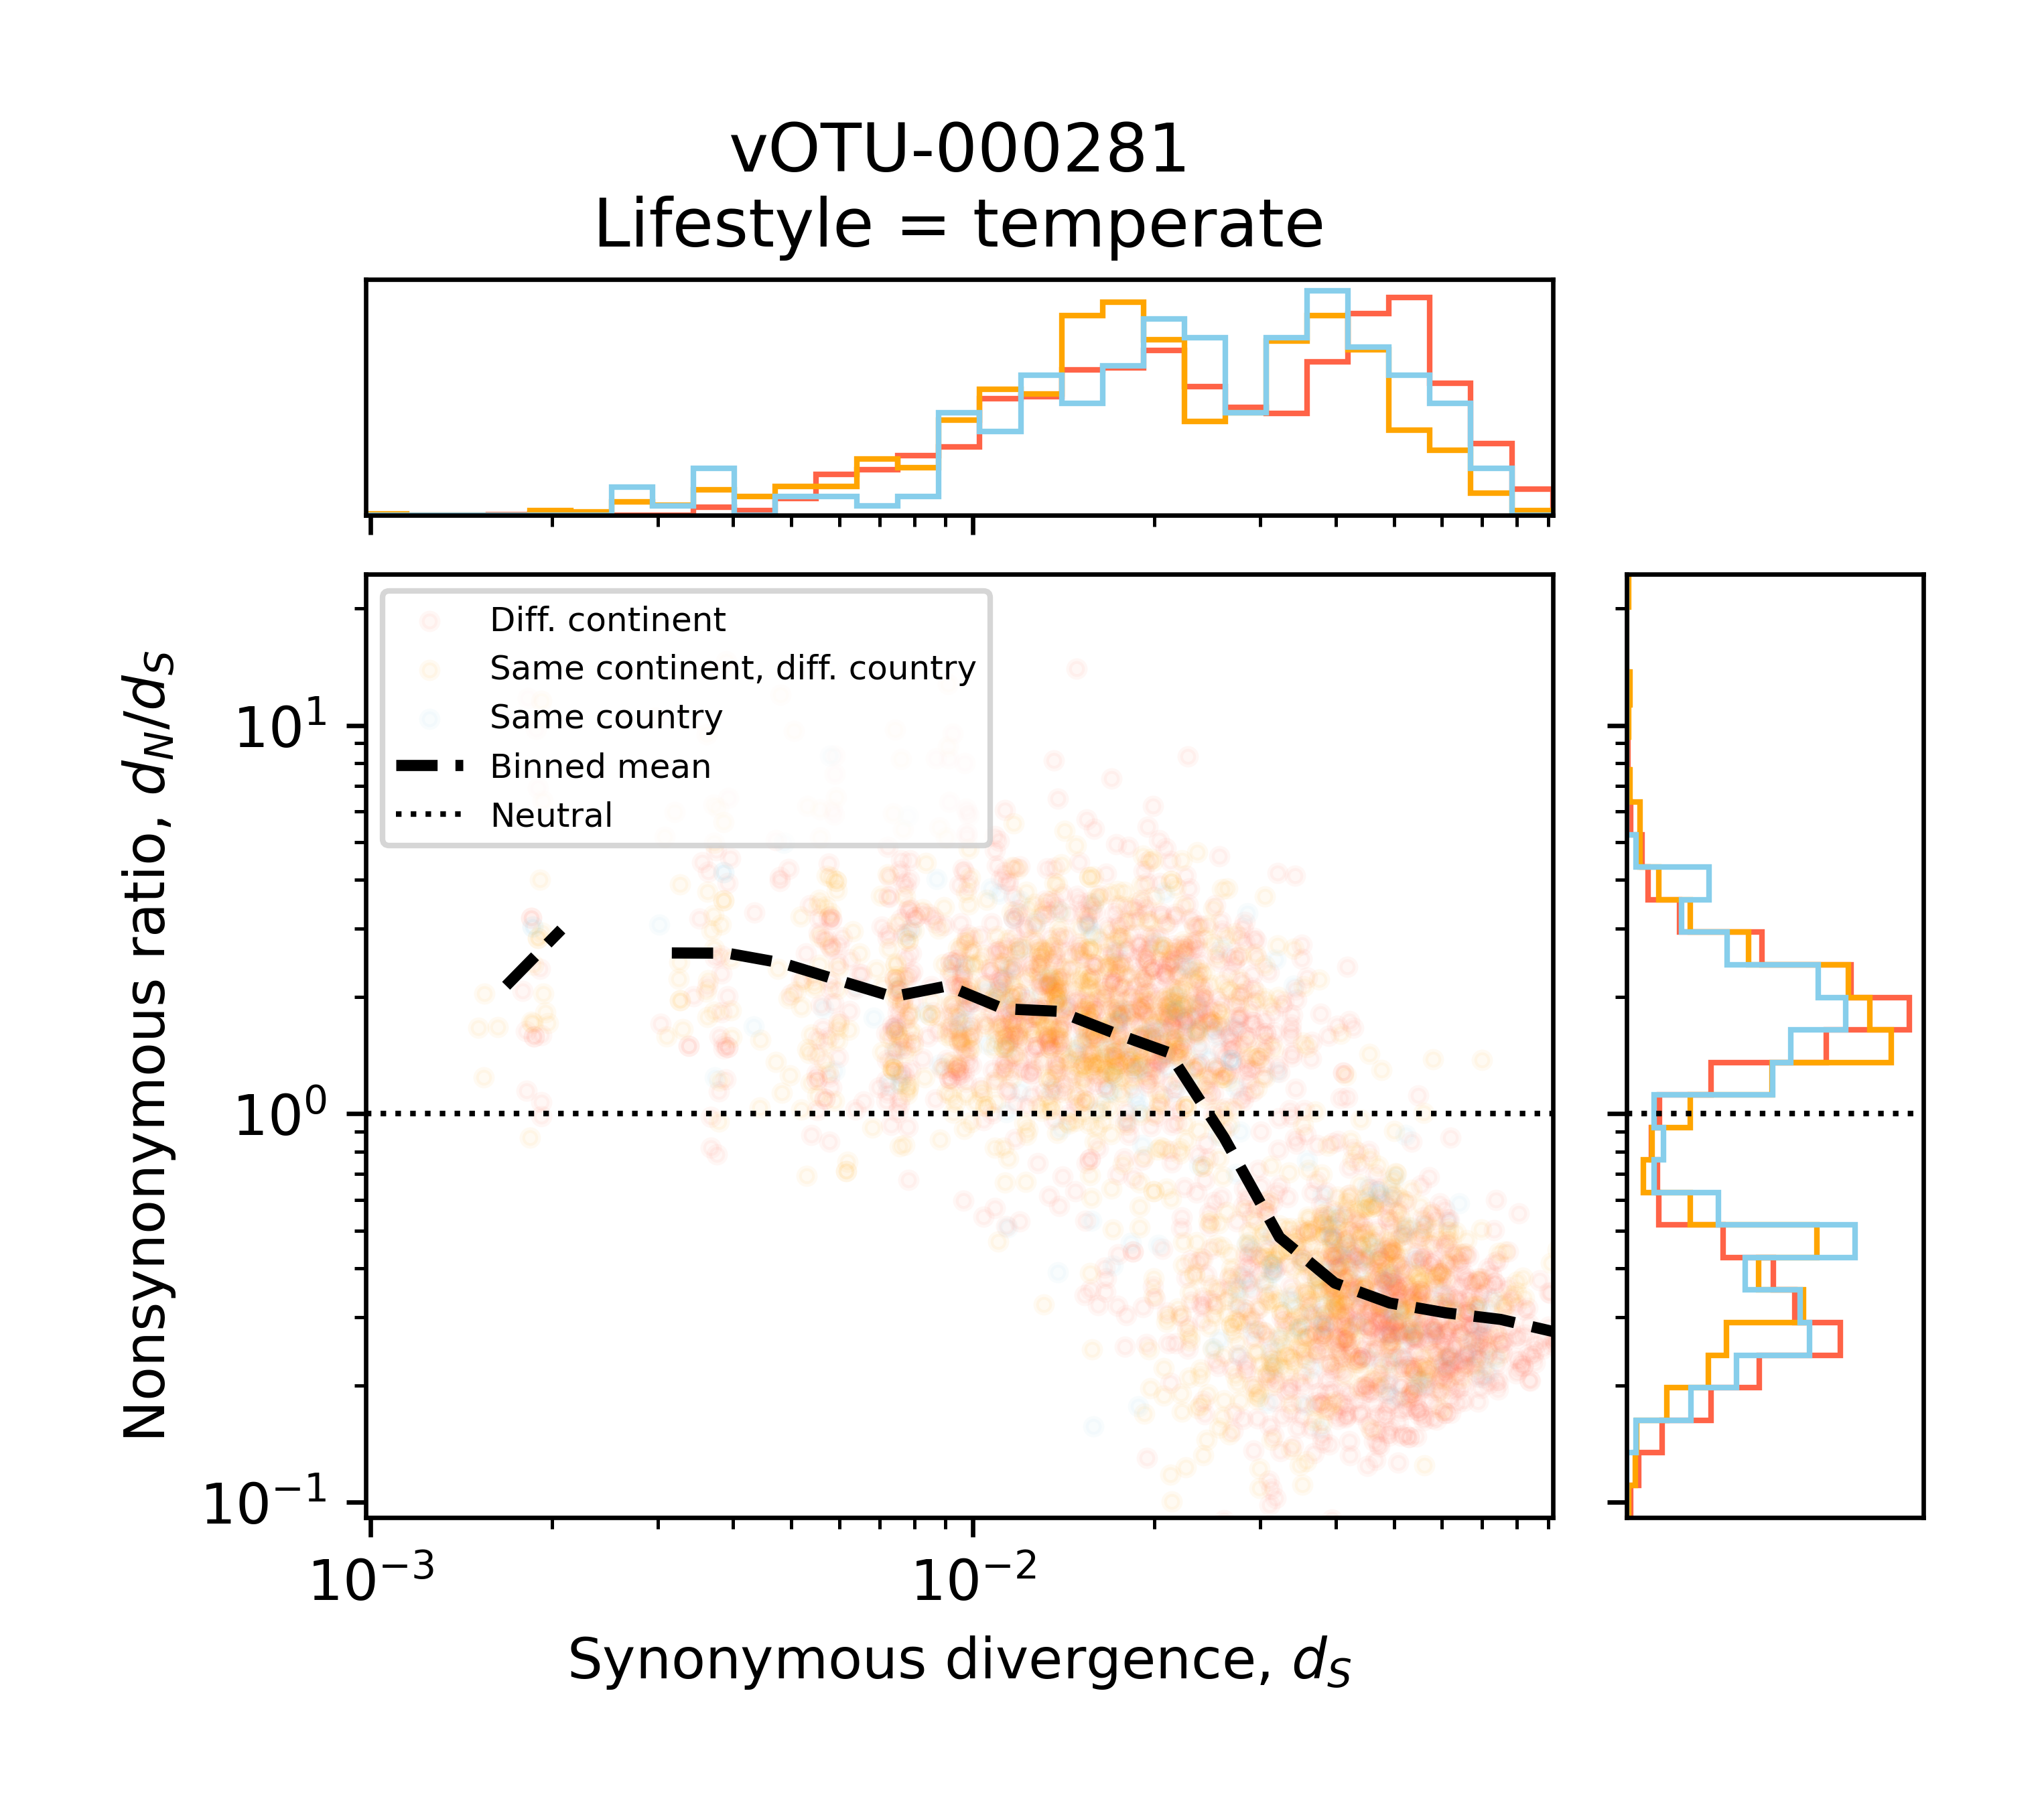 vOTU-000281
Lifestyle = temperate
Diff. continent
Same continent, diff. country
Same country
Binned mean
Neutral
Nonsynonymous ratio, $d_N/d_S$
$10^1$
$10^0$
$10^{-1}$
$10^{-3}$
$10^{-2}$
Synonymous divergence, $d_S$